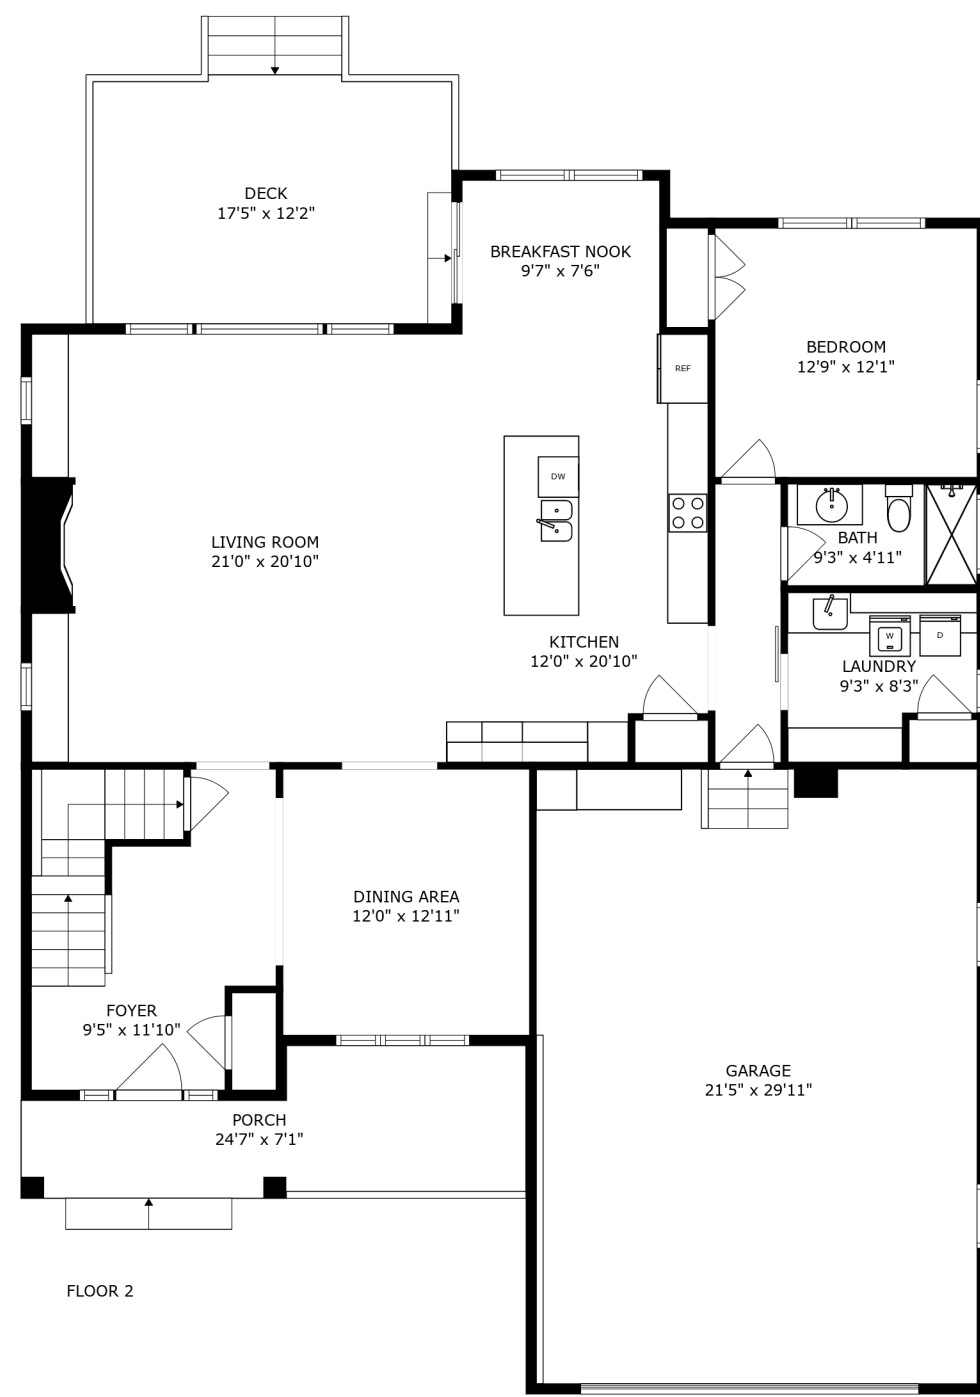 DECK
17'5" x 12'2"
BREAKFAST NOOK
9'7" x 7'6"
BEDROOM
12'9" x 12'1"
REF
DW
LIVING ROOM
21'0" x 20'10"
BATH
9'3" x 4'11"
KITCHEN
12'0" x 20'10"
W
D
LAUNDRY
9'3" x 8'3"
DINING AREA
12'0" x 12'11"
FOYER
9'5" x 11'10"
GARAGE
21'5" x 29'11"
PORCH
24'7" x 7'1"
FLOOR 2